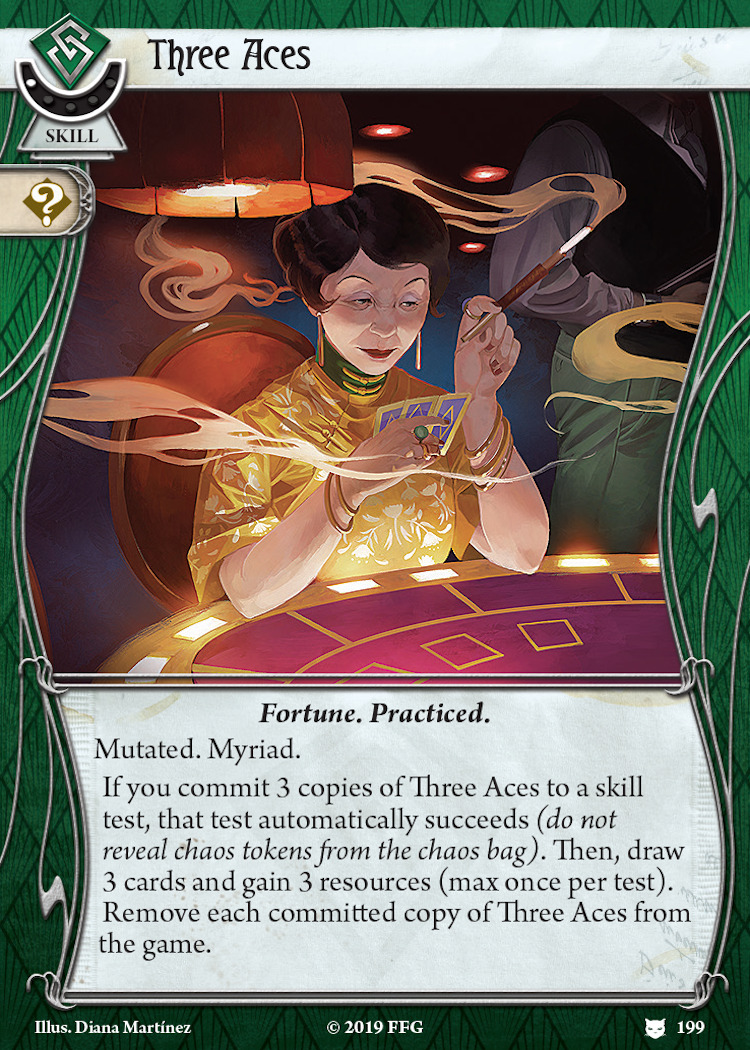 Three Aces
SKILL
?
Fortune. Practiced.
Mutated. Myriad.
If you commit 3 copies of Three Aces to a skill
test, that test automatically succeeds (do not
reveal chaos tokens from the chaos bag). Then, draw
3 cards and gain 3 resources (max once per test).
Remove each committed copy of Three Aces from
the game.
Illus. Diana Martínez © 2019 FFG 199